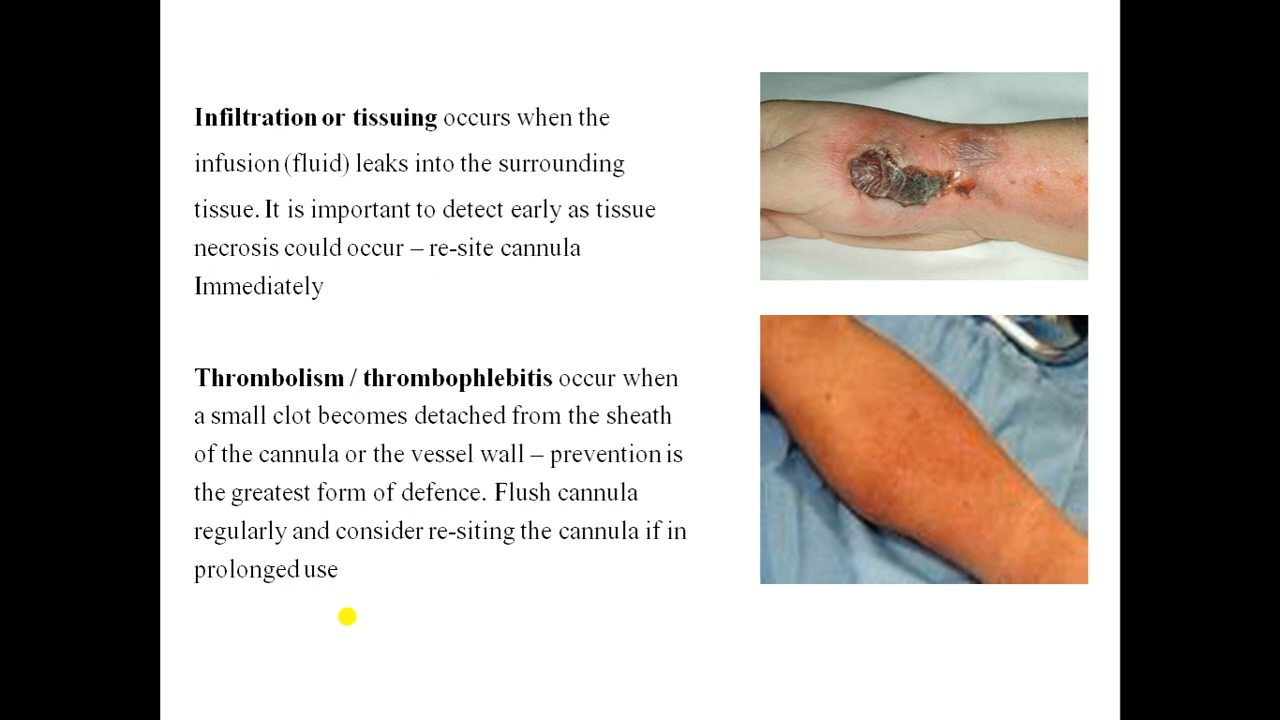 Infiltration or tissuing occurs when the
infusion (fluid) leaks into the surrounding
tissue. It is important to detect early as tissue
necrosis could occur – re-site cannula
Immediately
Thrombolism / thrombophlebitis occur when
a small clot becomes detached from the sheath
of the cannula or the vessel wall – prevention is
the greatest form of defence. Flush cannula
regularly and consider re-siting the cannula if in
prolonged use